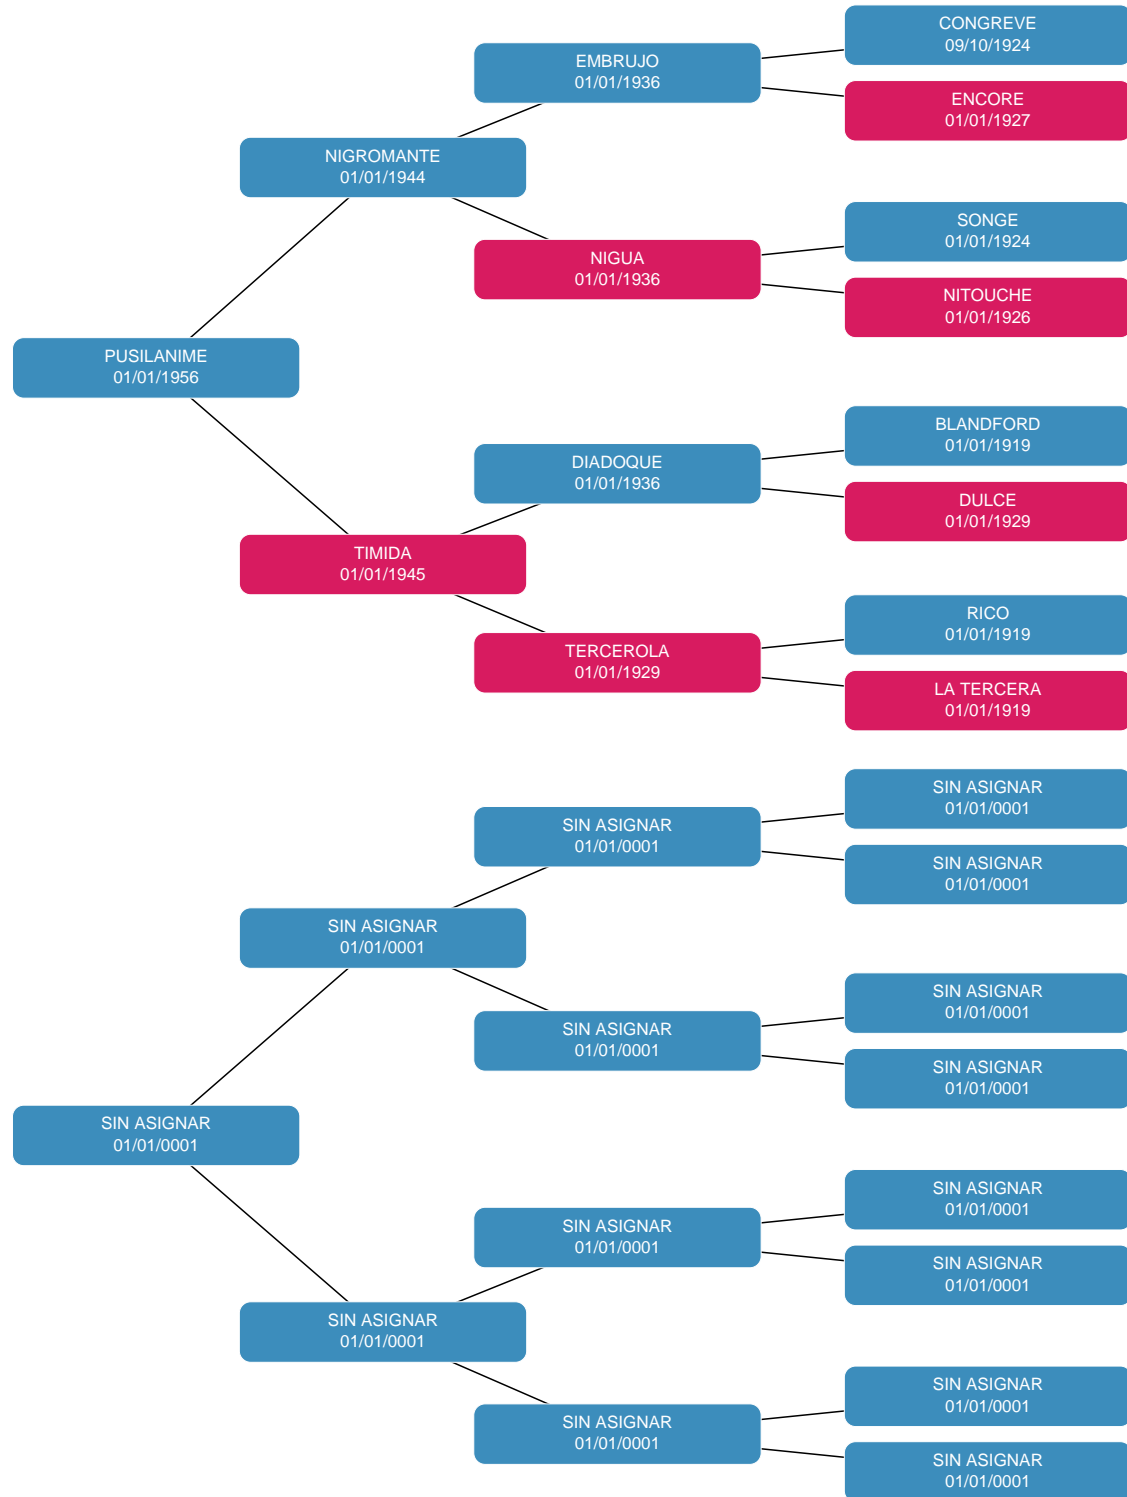 CONGREVE
09/10/1924
EMBRUJO
01/01/1936
ENCORE
01/01/1927
NIGROMANTE
01/01/1944
SONGE
01/01/1924
NIGUA
01/01/1936
NITOUCHE
01/01/1926
PUSILANIME
01/01/1956
BLANDFORD
01/01/1919
DIADOQUE
01/01/1936
DULCE
01/01/1929
TIMIDA
01/01/1945
RICO
01/01/1919
TERCEROLA
01/01/1929
LA TERCERA
01/01/1919
SIN ASIGNAR
01/01/0001
SIN ASIGNAR
01/01/0001
SIN ASIGNAR
01/01/0001
SIN ASIGNAR
01/01/0001
SIN ASIGNAR
01/01/0001
SIN ASIGNAR
01/01/0001
SIN ASIGNAR
01/01/0001
SIN ASIGNAR
01/01/0001
SIN ASIGNAR
01/01/0001
SIN ASIGNAR
01/01/0001
SIN ASIGNAR
01/01/0001
SIN ASIGNAR
01/01/0001
SIN ASIGNAR
01/01/0001
SIN ASIGNAR
01/01/0001
SIN ASIGNAR
01/01/0001